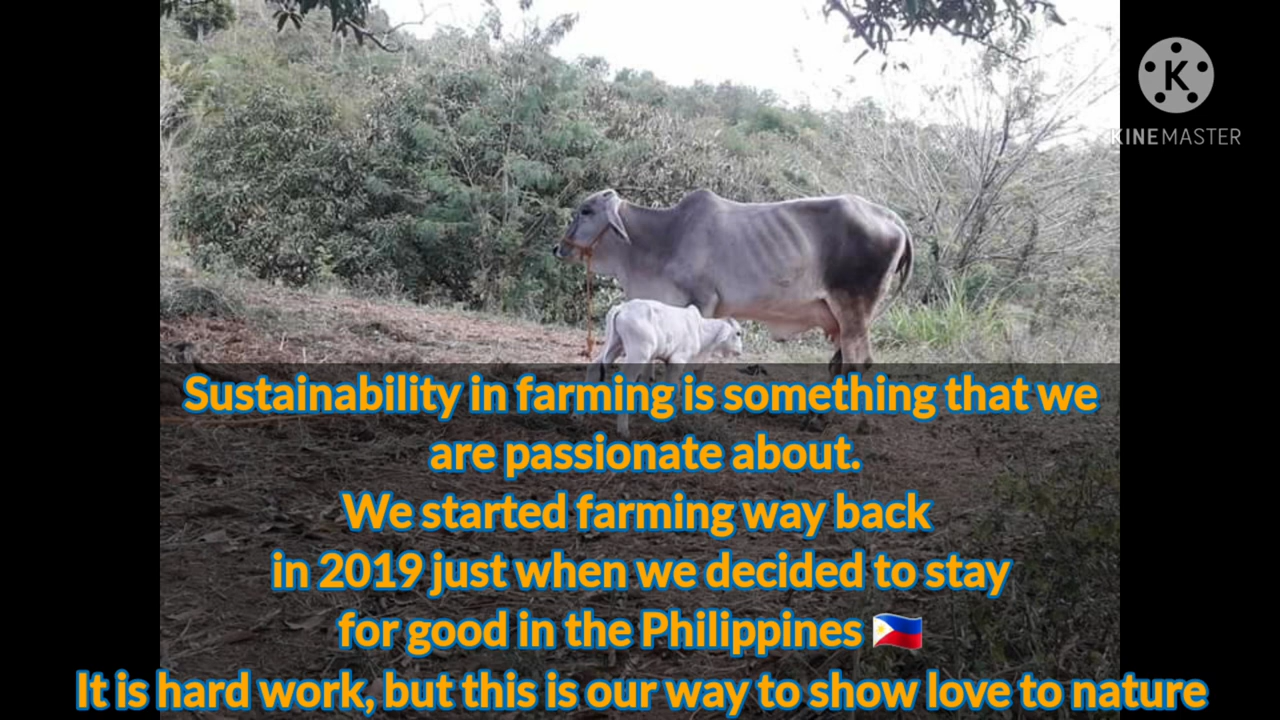 K
KINEMASTER
Sustainability in farming is something that we
are passionate about.
We started farming way back
in 2019 just when we decided to stay
for good in the Philippines 🇵🇭
It is hard work, but this is our way to show love to nature